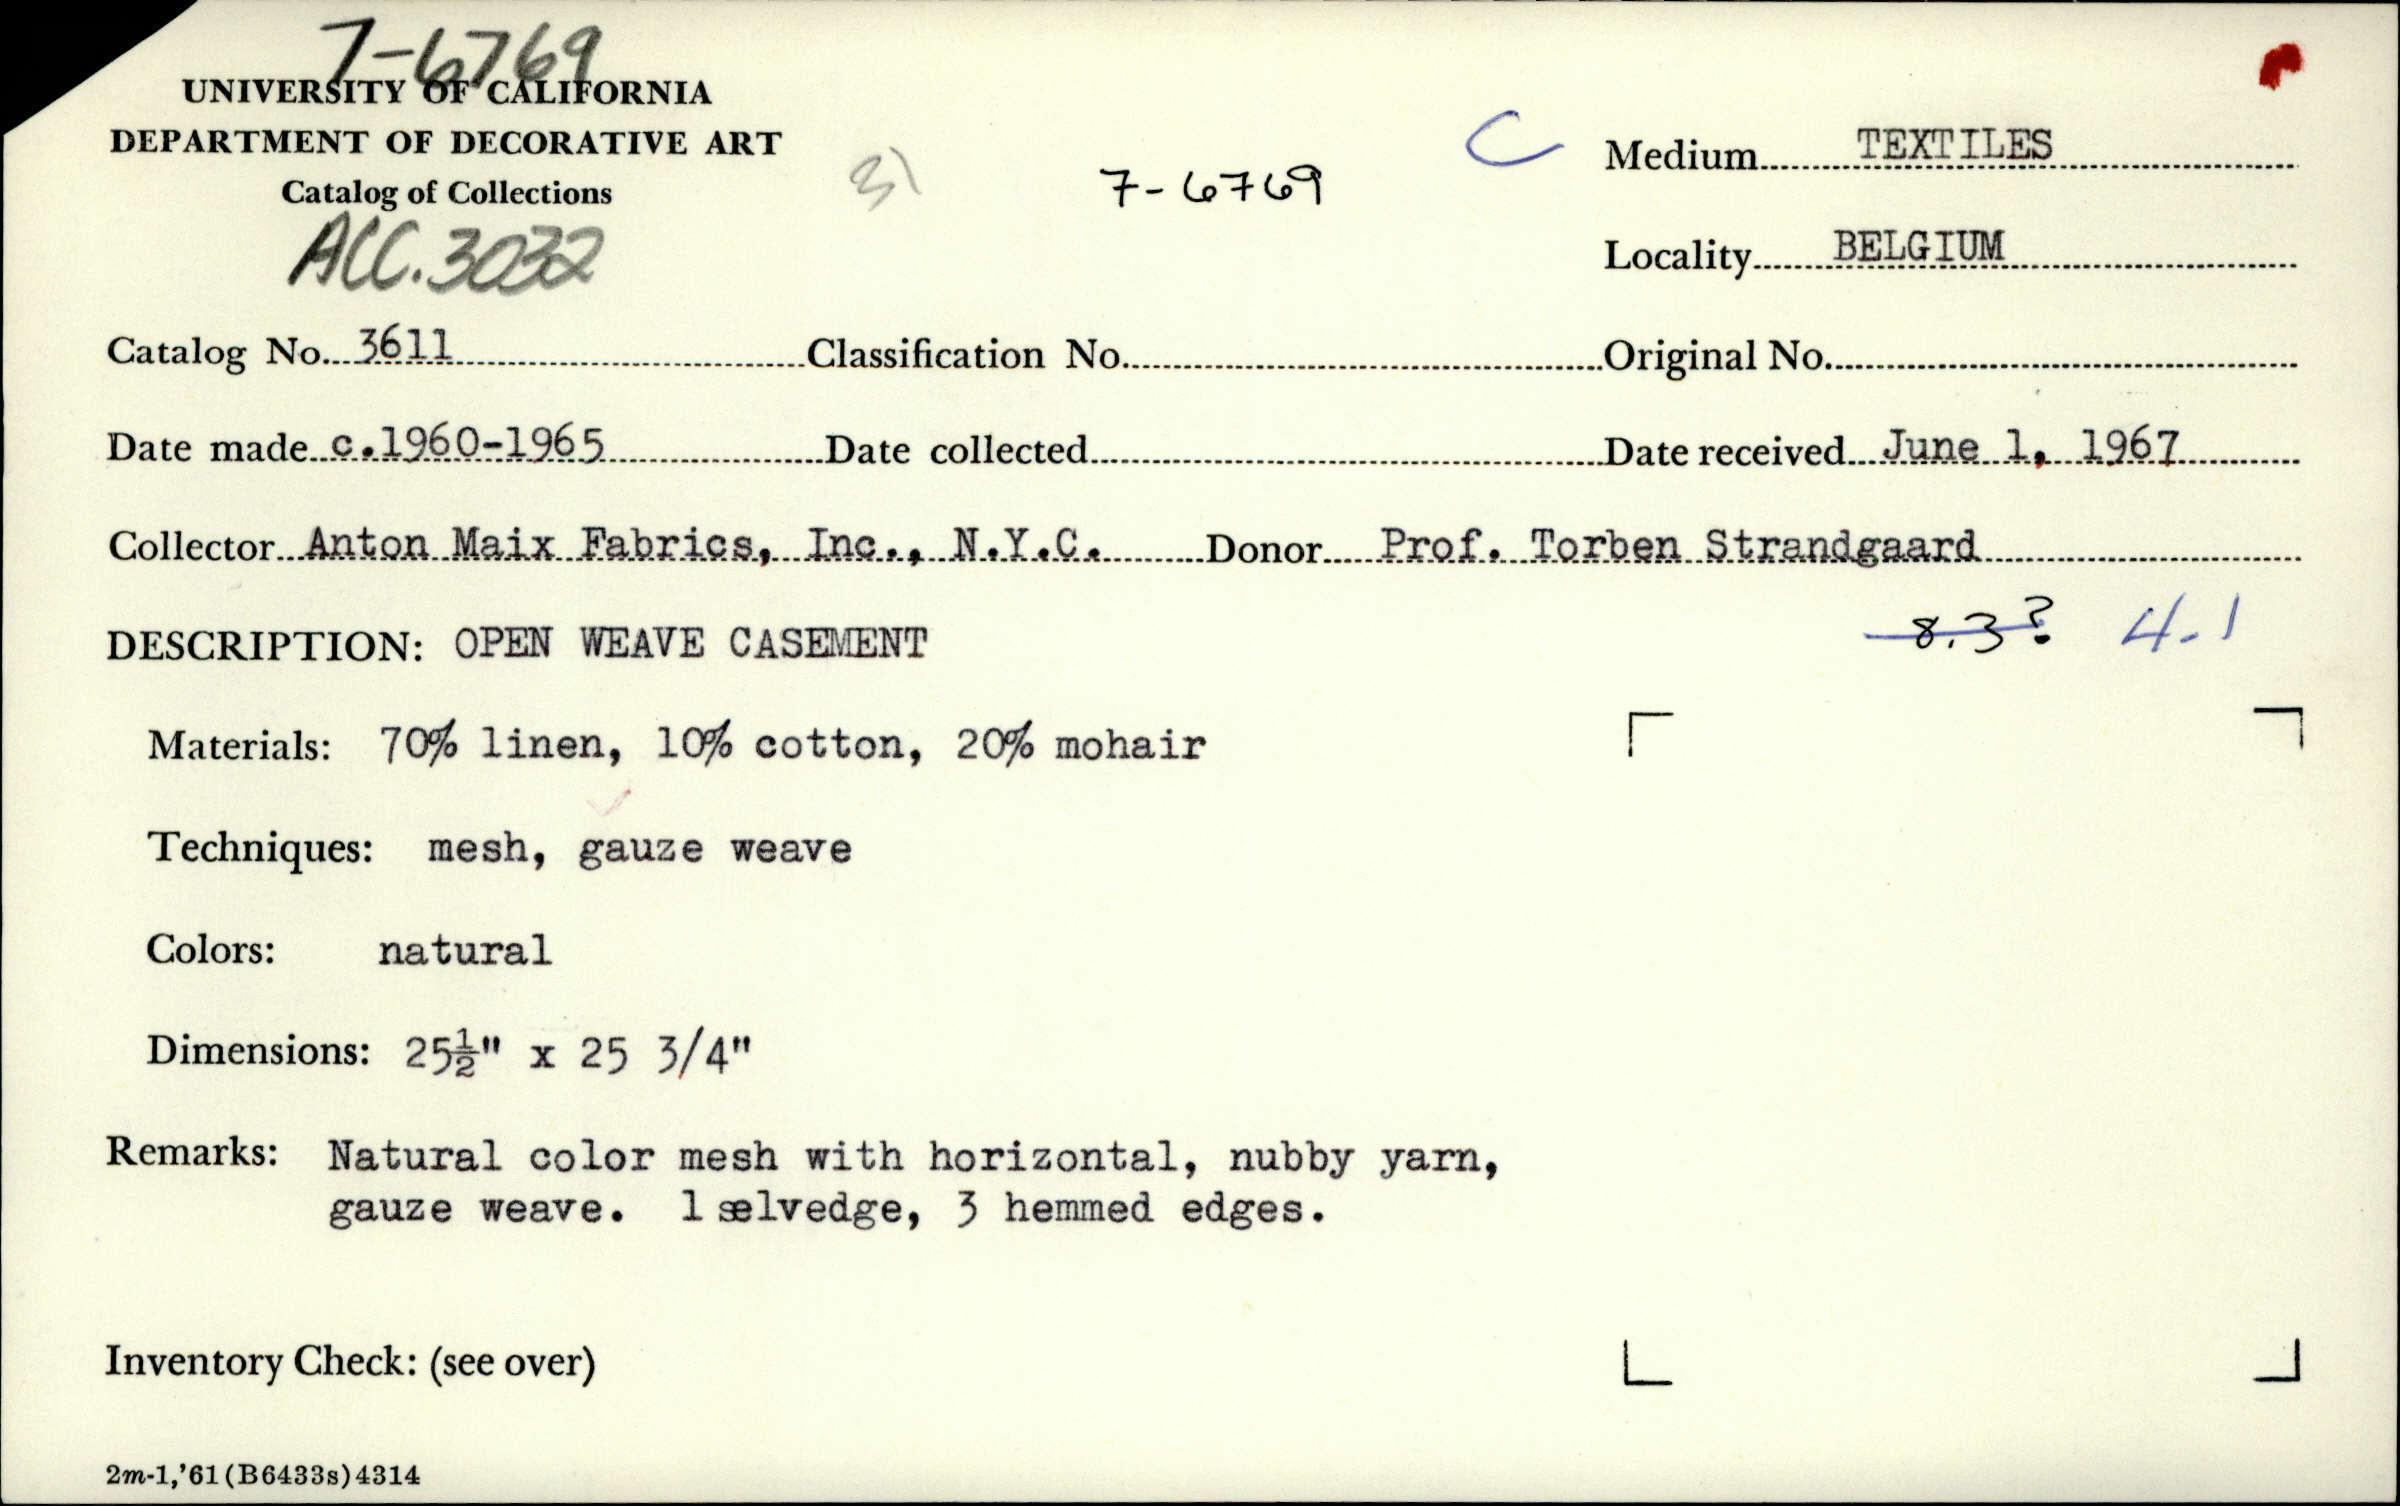 7-6769
UNIVERSITY OF CALIFORNIA
DEPARTMENT OF DECORATIVE ART
Catalog of Collections
ACC. 3032
7-6769
C
Medium TEXTILES
Locality BELGIUM
Catalog No. 3611 Classification No. Original No.
Date made c.1960-1965 Date collected Date received June 1, 1967
Collector Anton Maix Fabrics, Inc., N.Y.C. Donor Prof. Torben Strandgaard
8.3? 4.1
DESCRIPTION: OPEN WEAVE CASEMENT
Materials: 70% linen, 10% cotton, 20% mohair
Techniques: mesh, gauze weave
Colors: natural
Dimensions: 25½" x 25 3/4"
Remarks: Natural color mesh with horizontal, nubby yarn,
gauze weave. 1 selvedge, 3 hemmed edges.
Inventory Check: (see over)
2m-1,'61(B6433s)4314